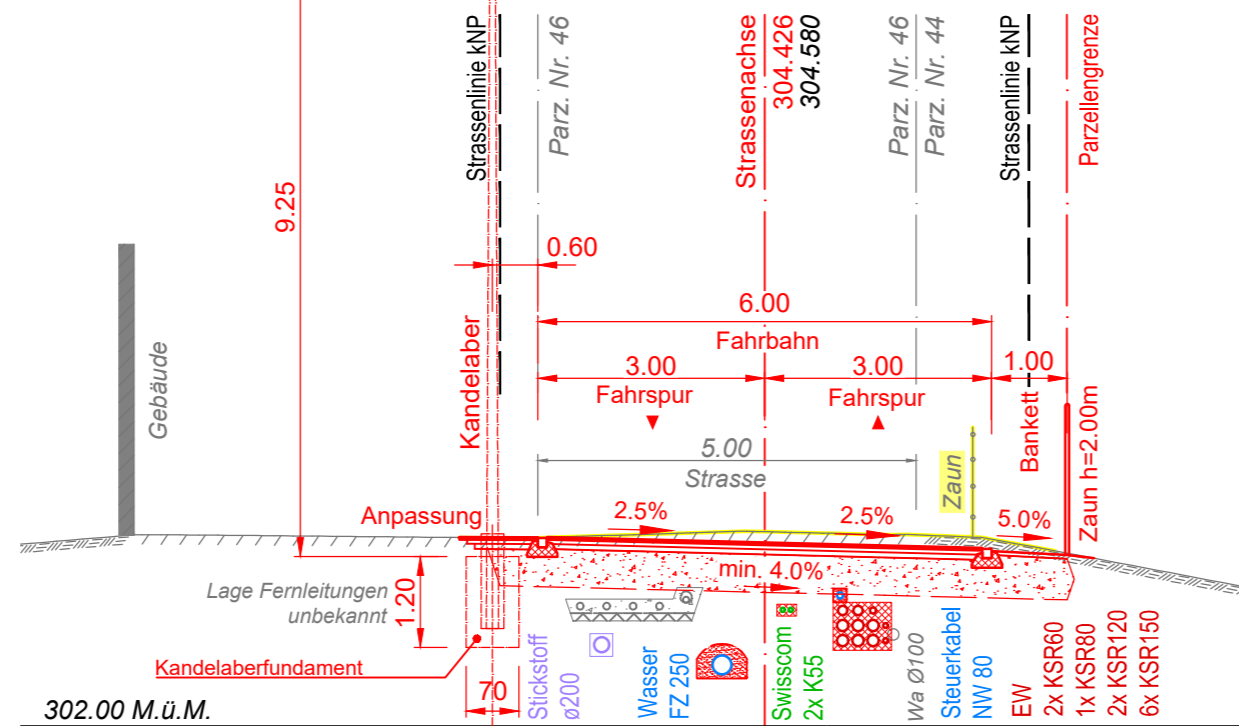 Strassenlinie kNP
Parz. Nr. 46
Strassenachse
304.426
304.580
Parz. Nr. 46
Parz. Nr. 44
Strassenlinie kNP
Parzellengrenze
9.25
0.60
6.00
Fahrbahn
3.00
Fahrspur
3.00
Fahrspur
1.00
Bankett
Gebäude
Kandelaber
5.00
Strasse
Zaun
Zaun h=2.00m
Anpassung
2.5%
2.5%
5.0%
min. 4.0%
Lage Fernleitungen
unbekannt
1.20
Kandelaberfundament
70
Stickstoff
ø200
Wasser
FZ 250
Swisscom
2x K55
Wa Ø100
Steuerkabel
NW 80
EW
2x KSR60
1x KSR80
2x KSR120
6x KSR150
302.00 M.ü.M.